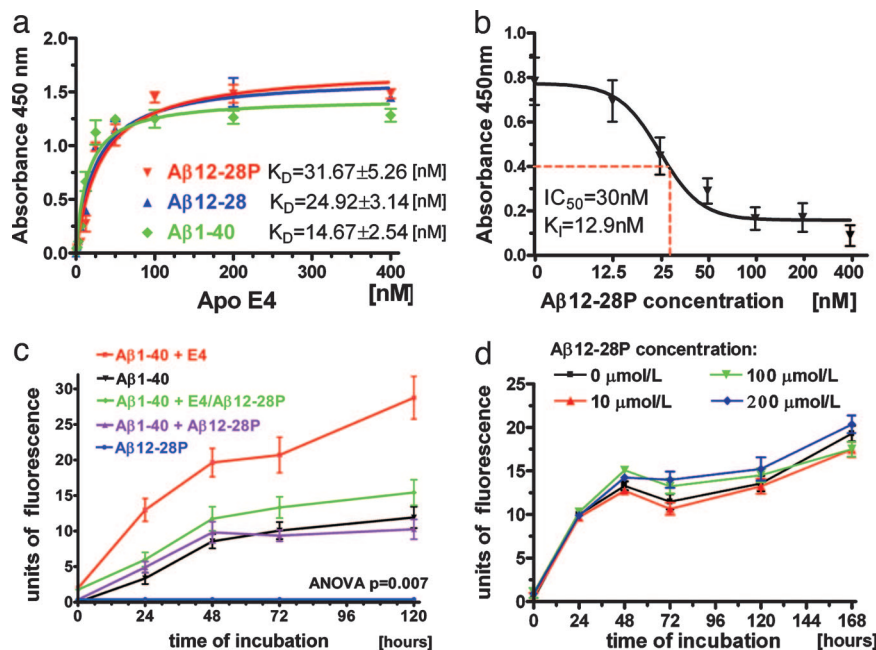 a
Absorbance 450 nm
2.0
1.5
1.0
0.5
0.0
Aβ12-28P K_D=31.67±5.26 [nM]
Aβ12-28 K_D=24.92±3.14 [nM]
Aβ1-40 K_D=14.67±2.54 [nM]
0 100 200 300 400
Apo E4 [nM]
b
Absorbance 450nm
0.8
0.6
0.4
0.2
0.0
IC50=30nM
K_I=12.9nM
0 12.5 25 50 100 200 400
Aβ12-28P concentration [nM]
c
units of fluorescence
30
25
20
15
10
5
0
Aβ1-40 + E4
Aβ1-40
Aβ1-40 + E4/Aβ12-28P
Aβ1-40 + Aβ12-28P
Aβ12-28P
ANOVA p=0.007
0 24 48 72 96 120
time of incubation [hours]
d
Aβ12-28P concentration:
0 μmol/L 100 μmol/L
10 μmol/L 200 μmol/L
units of fluorescence
25
20
15
10
5
0
0 24 48 72 96 120 144 168
time of incubation [hours]